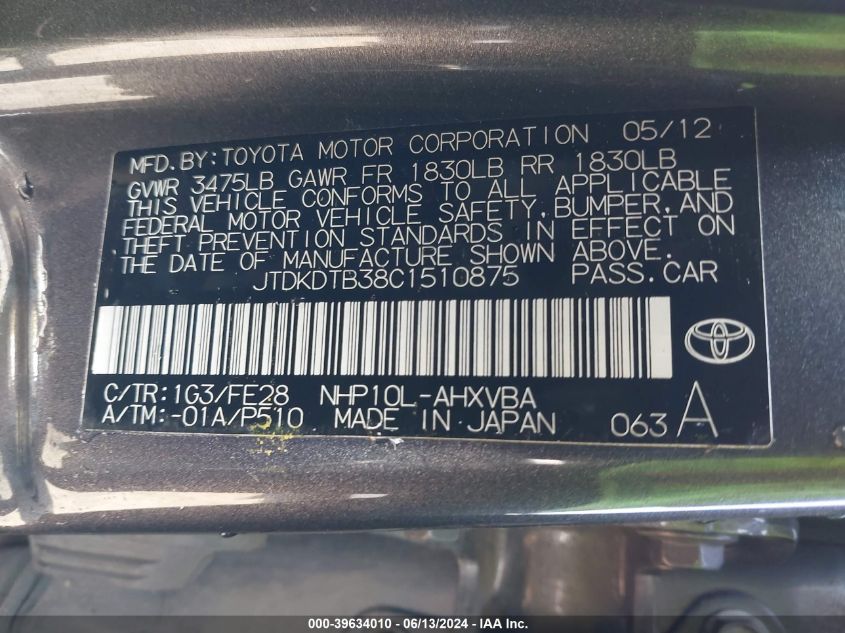 MFD. BY: TOYOTA MOTOR CORPORATION 05/12
GVWR 3475LB GAWR FR 1830LB RR 1830LB
THIS VEHICLE CONFORMS TO ALL APPLICABLE
FEDERAL MOTOR VEHICLE SAFETY, BUMPER, AND
THEFT PREVENTION STANDARDS IN EFFECT ON
THE DATE OF MANUFACTURE SHOWN ABOVE.
JTDKDTB38C1510875 PASS. CAR
C/TR: 1G3/FE28 NHP10L-AHXVBA
A/TM: -01A/P510 MADE IN JAPAN 063 A
000-39634010 - 06/13/2024 - IAA Inc.